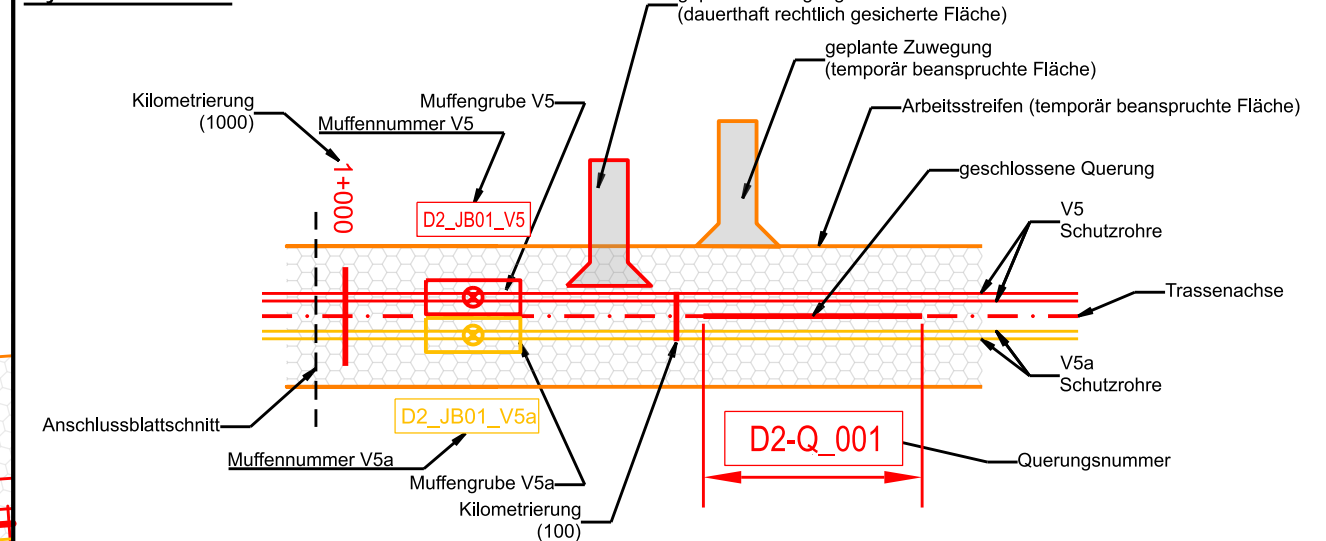 (dauerthaft rechtlich gesicherte Fläche)
geplante Zuwegung
(temporär beanspruchte Fläche)
Kilometrierung
(1000)
Muffengrube V5
Muffennummer V5
Arbeitsstreifen (temporär beanspruchte Fläche)
1+000
geschlossene Querung
D2_JB01_V5
V5
Schutzrohre
Trassenachse
V5a
Schutzrohre
D2_JB01_V5a
Anschlussblattschnitt
D2-Q_001
Muffennummer V5a
Querungsnummer
Muffengrube V5a
Kilometrierung
(100)